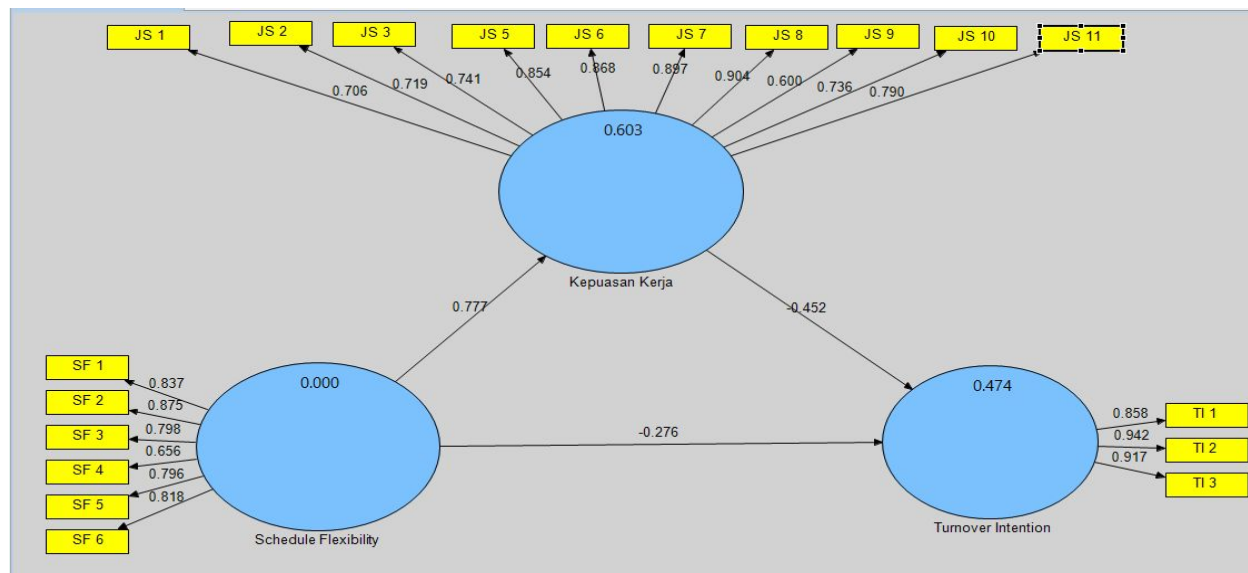 JS 1
JS 2
JS 3
JS 5
JS 6
JS 7
JS 8
JS 9
JS 10
JS 11
0.706
0.719
0.741
0.854
0.868
0.897
0.904
0.600
0.736
0.790
0.603
Kepuasan Kerja
0.777
-0.452
SF 1
SF 2
SF 3
SF 4
SF 5
SF 6
0.837
0.875
0.798
0.656
0.796
0.818
0.000
Schedule Flexibility
-0.276
0.474
Turnover Intention
0.858
0.942
0.917
TI 1
TI 2
TI 3